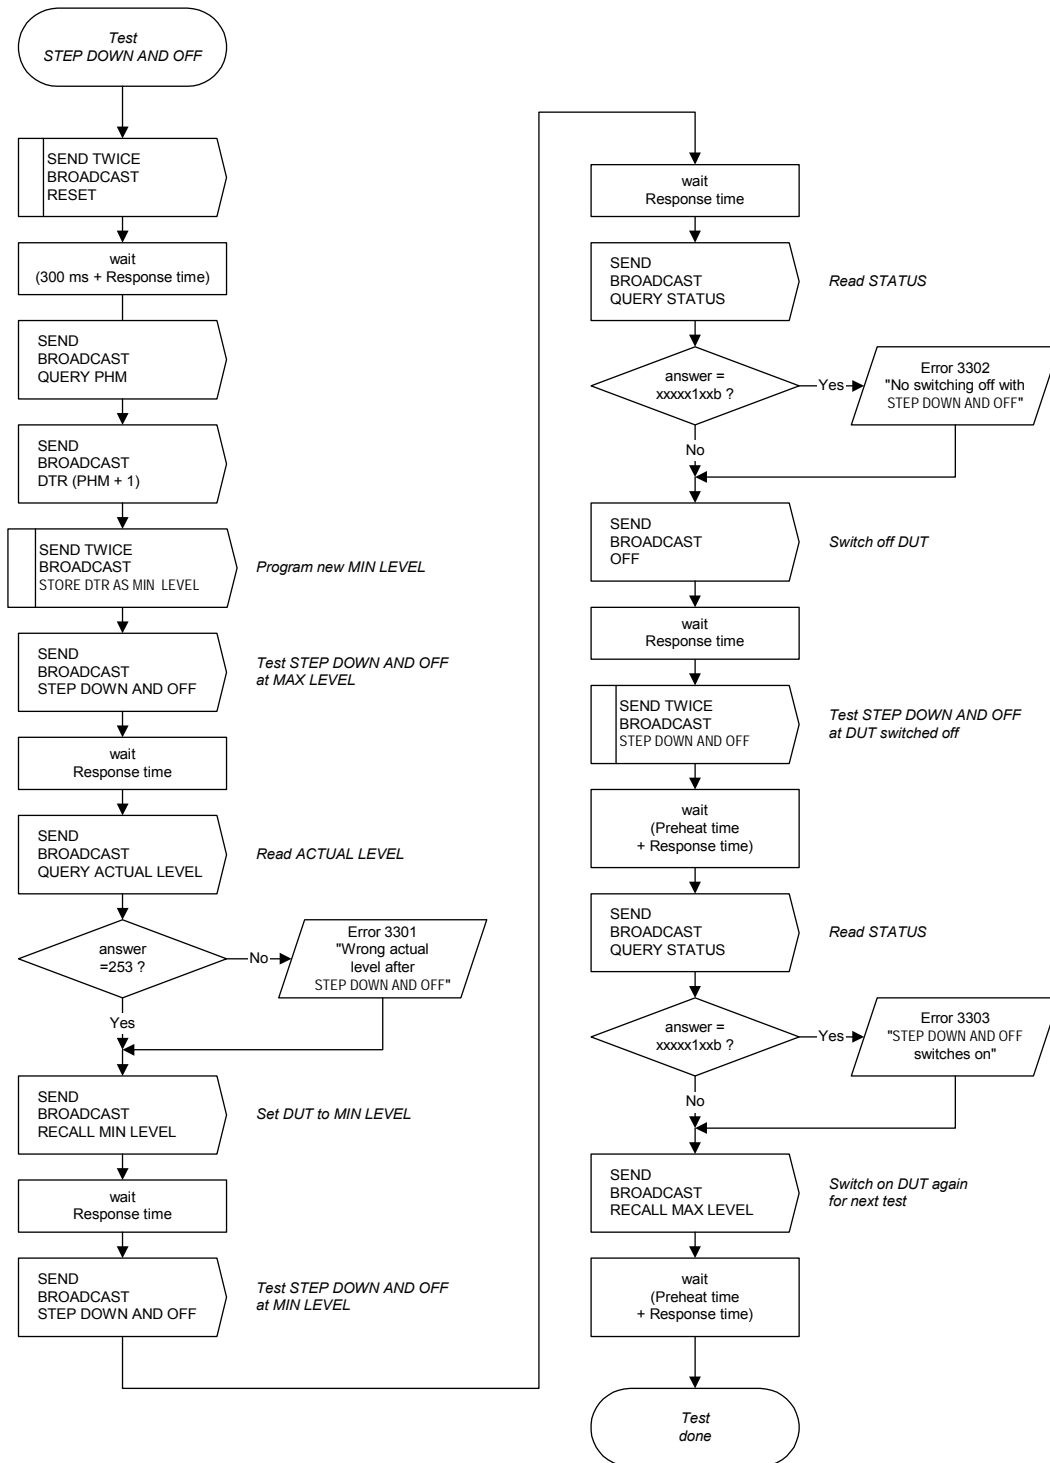 Test
STEP DOWN AND OFF
SEND TWICE
BROADCAST
RESET
wait
(300 ms + Response time)
SEND
BROADCAST
QUERY PHM
SEND
BROADCAST
DTR (PHM + 1)
SEND TWICE
BROADCAST
STORE DTR AS MIN LEVEL
Program new MIN LEVEL
SEND
BROADCAST
STEP DOWN AND OFF
Test STEP DOWN AND OFF
at MAX LEVEL
wait
Response time
SEND
BROADCAST
QUERY ACTUAL LEVEL
Read ACTUAL LEVEL
answer
=253 ?
No
Error 3301
"Wrong actual
level after
STEP DOWN AND OFF"
Yes
SEND
BROADCAST
RECALL MIN LEVEL
Set DUT to MIN LEVEL
wait
Response time
SEND
BROADCAST
STEP DOWN AND OFF
Test STEP DOWN AND OFF
at MIN LEVEL
wait
Response time
SEND
BROADCAST
QUERY STATUS
Read STATUS
answer =
xxxxx1xxb ?
Yes
Error 3302
"No switching off with
STEP DOWN AND OFF"
No
SEND
BROADCAST
OFF
Switch off DUT
wait
Response time
SEND TWICE
BROADCAST
STEP DOWN AND OFF
Test STEP DOWN AND OFF
at DUT switched off
wait
(Preheat time
+ Response time)
SEND
BROADCAST
QUERY STATUS
Read STATUS
answer =
xxxxx1xxb ?
Yes
Error 3303
"STEP DOWN AND OFF
switches on"
No
SEND
BROADCAST
RECALL MAX LEVEL
Switch on DUT again
for next test
wait
(Preheat time
+ Response time)
Test
done